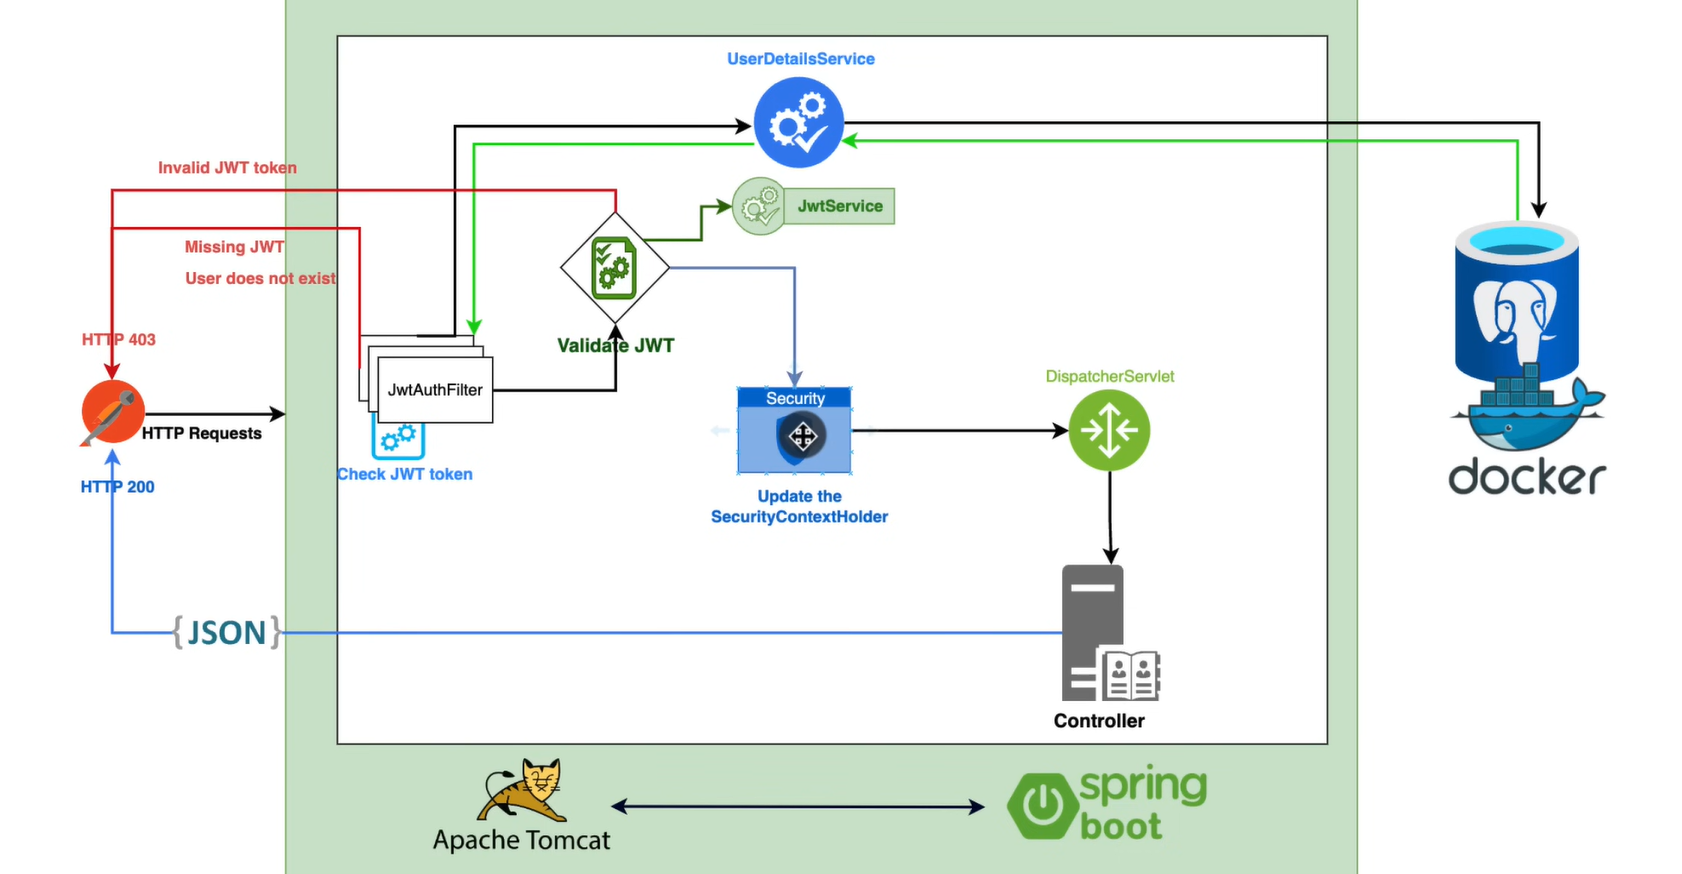 UserDetailsService
Invalid JWT token
JwtService
Missing JWT
User does not exist
HTTP 403
Validate JWT
DispatcherServlet
JwtAuthFilter
Security
HTTP Requests
Check JWT token
HTTP 200
Update the
SecurityContextHolder
docker
{JSON}
Controller
Apache Tomcat
spring
boot